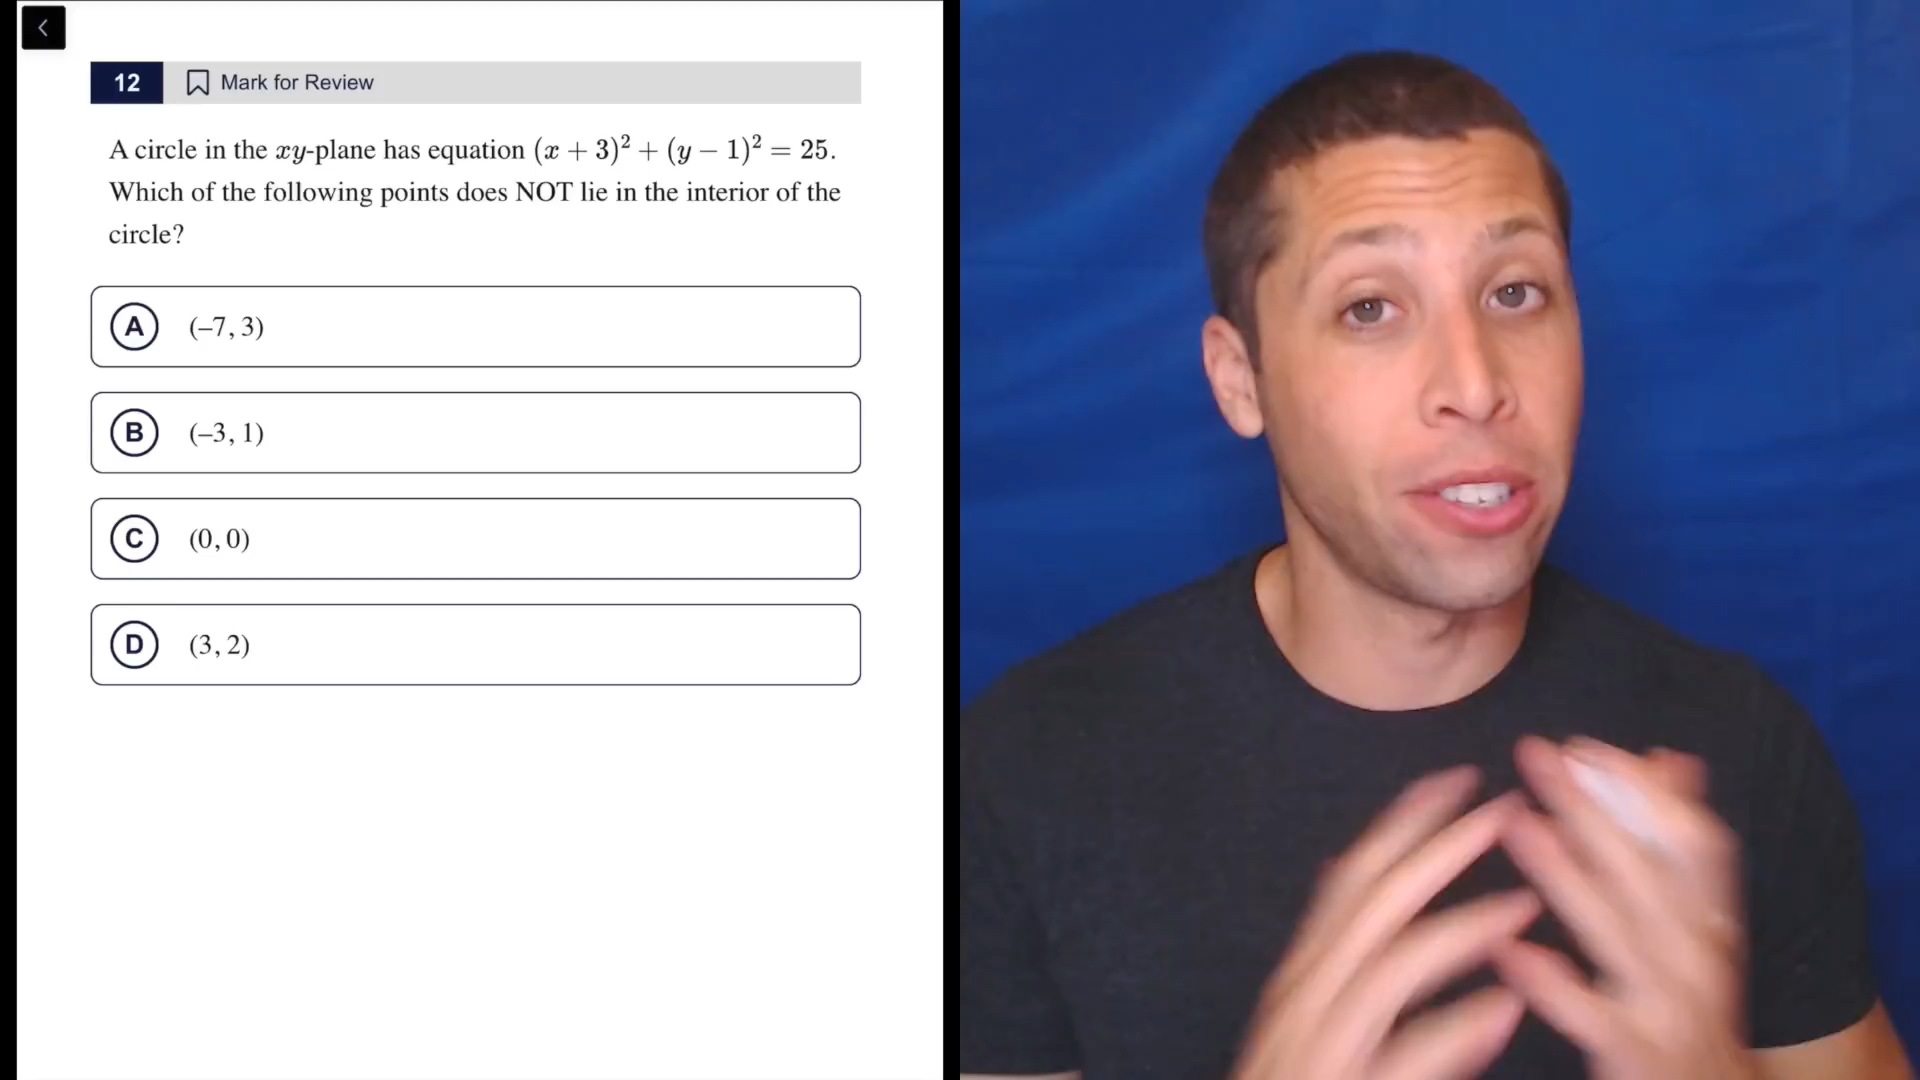 12 Mark for Review
A circle in the xy-plane has equation (x + 3)² + (y − 1)² = 25.
Which of the following points does NOT lie in the interior of the
circle?
A (–7, 3)
B (–3, 1)
C (0, 0)
D (3, 2)